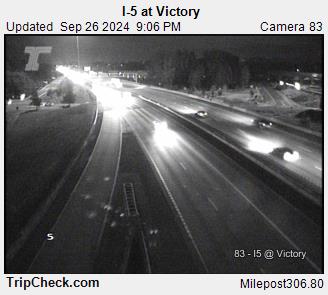 I-5 at Victory
Updated  Sep 26 2024  9:06 PM
Camera 83
T
S
83 - I5 @ Victory
TripCheck.com
Milepost306.80